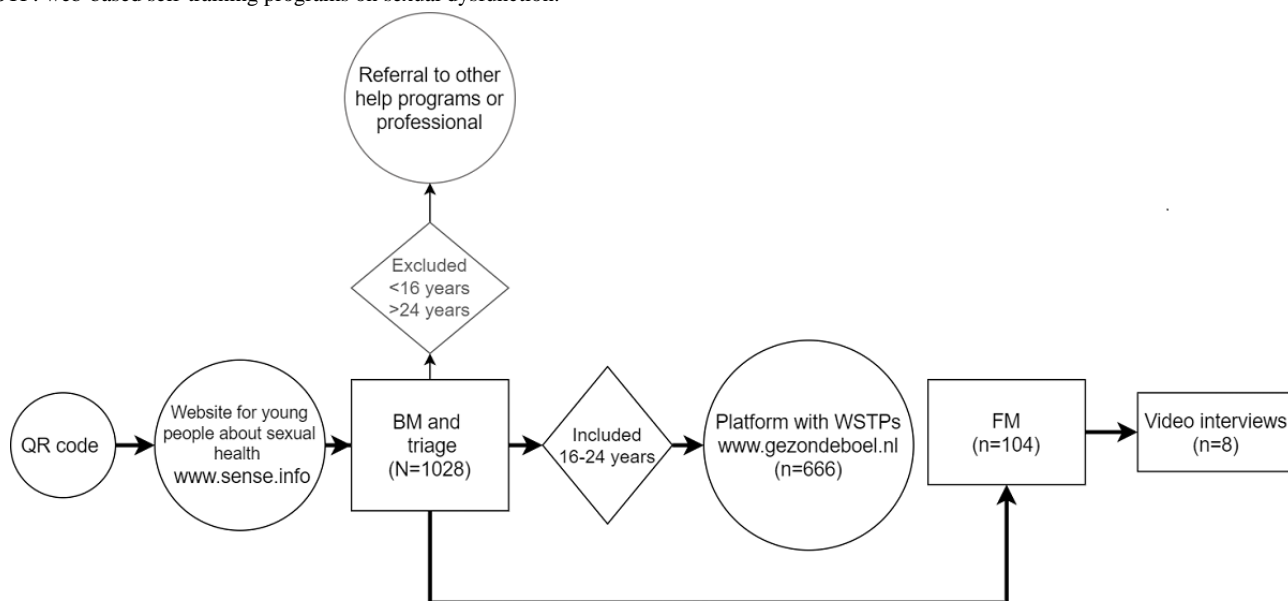 web-based self-training programs on sexual dysfunction.
Referral to other
help programs or
professional
Excluded
<16 years
>24 years
QR code
Website for young
people about sexual
health
www.sense.info
BM and
triage
(N=1028)
Included
16-24 years
Platform with WSTPs
www.gezondeboel.nl
(n=666)
FM
(n=104)
Video interviews
(n=8)